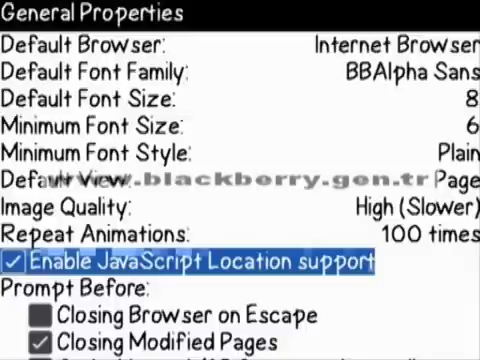 General Properties
Default Browser: Internet Browser
Default Font Family: BBAlpha Sans
Default Font Size: 8
Minimum Font Size: 6
Minimum Font Style: Plain
Default View: Page
.blackberry.gen.tr
Image Quality: High (Slower)
Repeat Animations: 100 times
Enable JavaScript Location support
Prompt Before:
Closing Browser on Escape
Closing Modified Pages